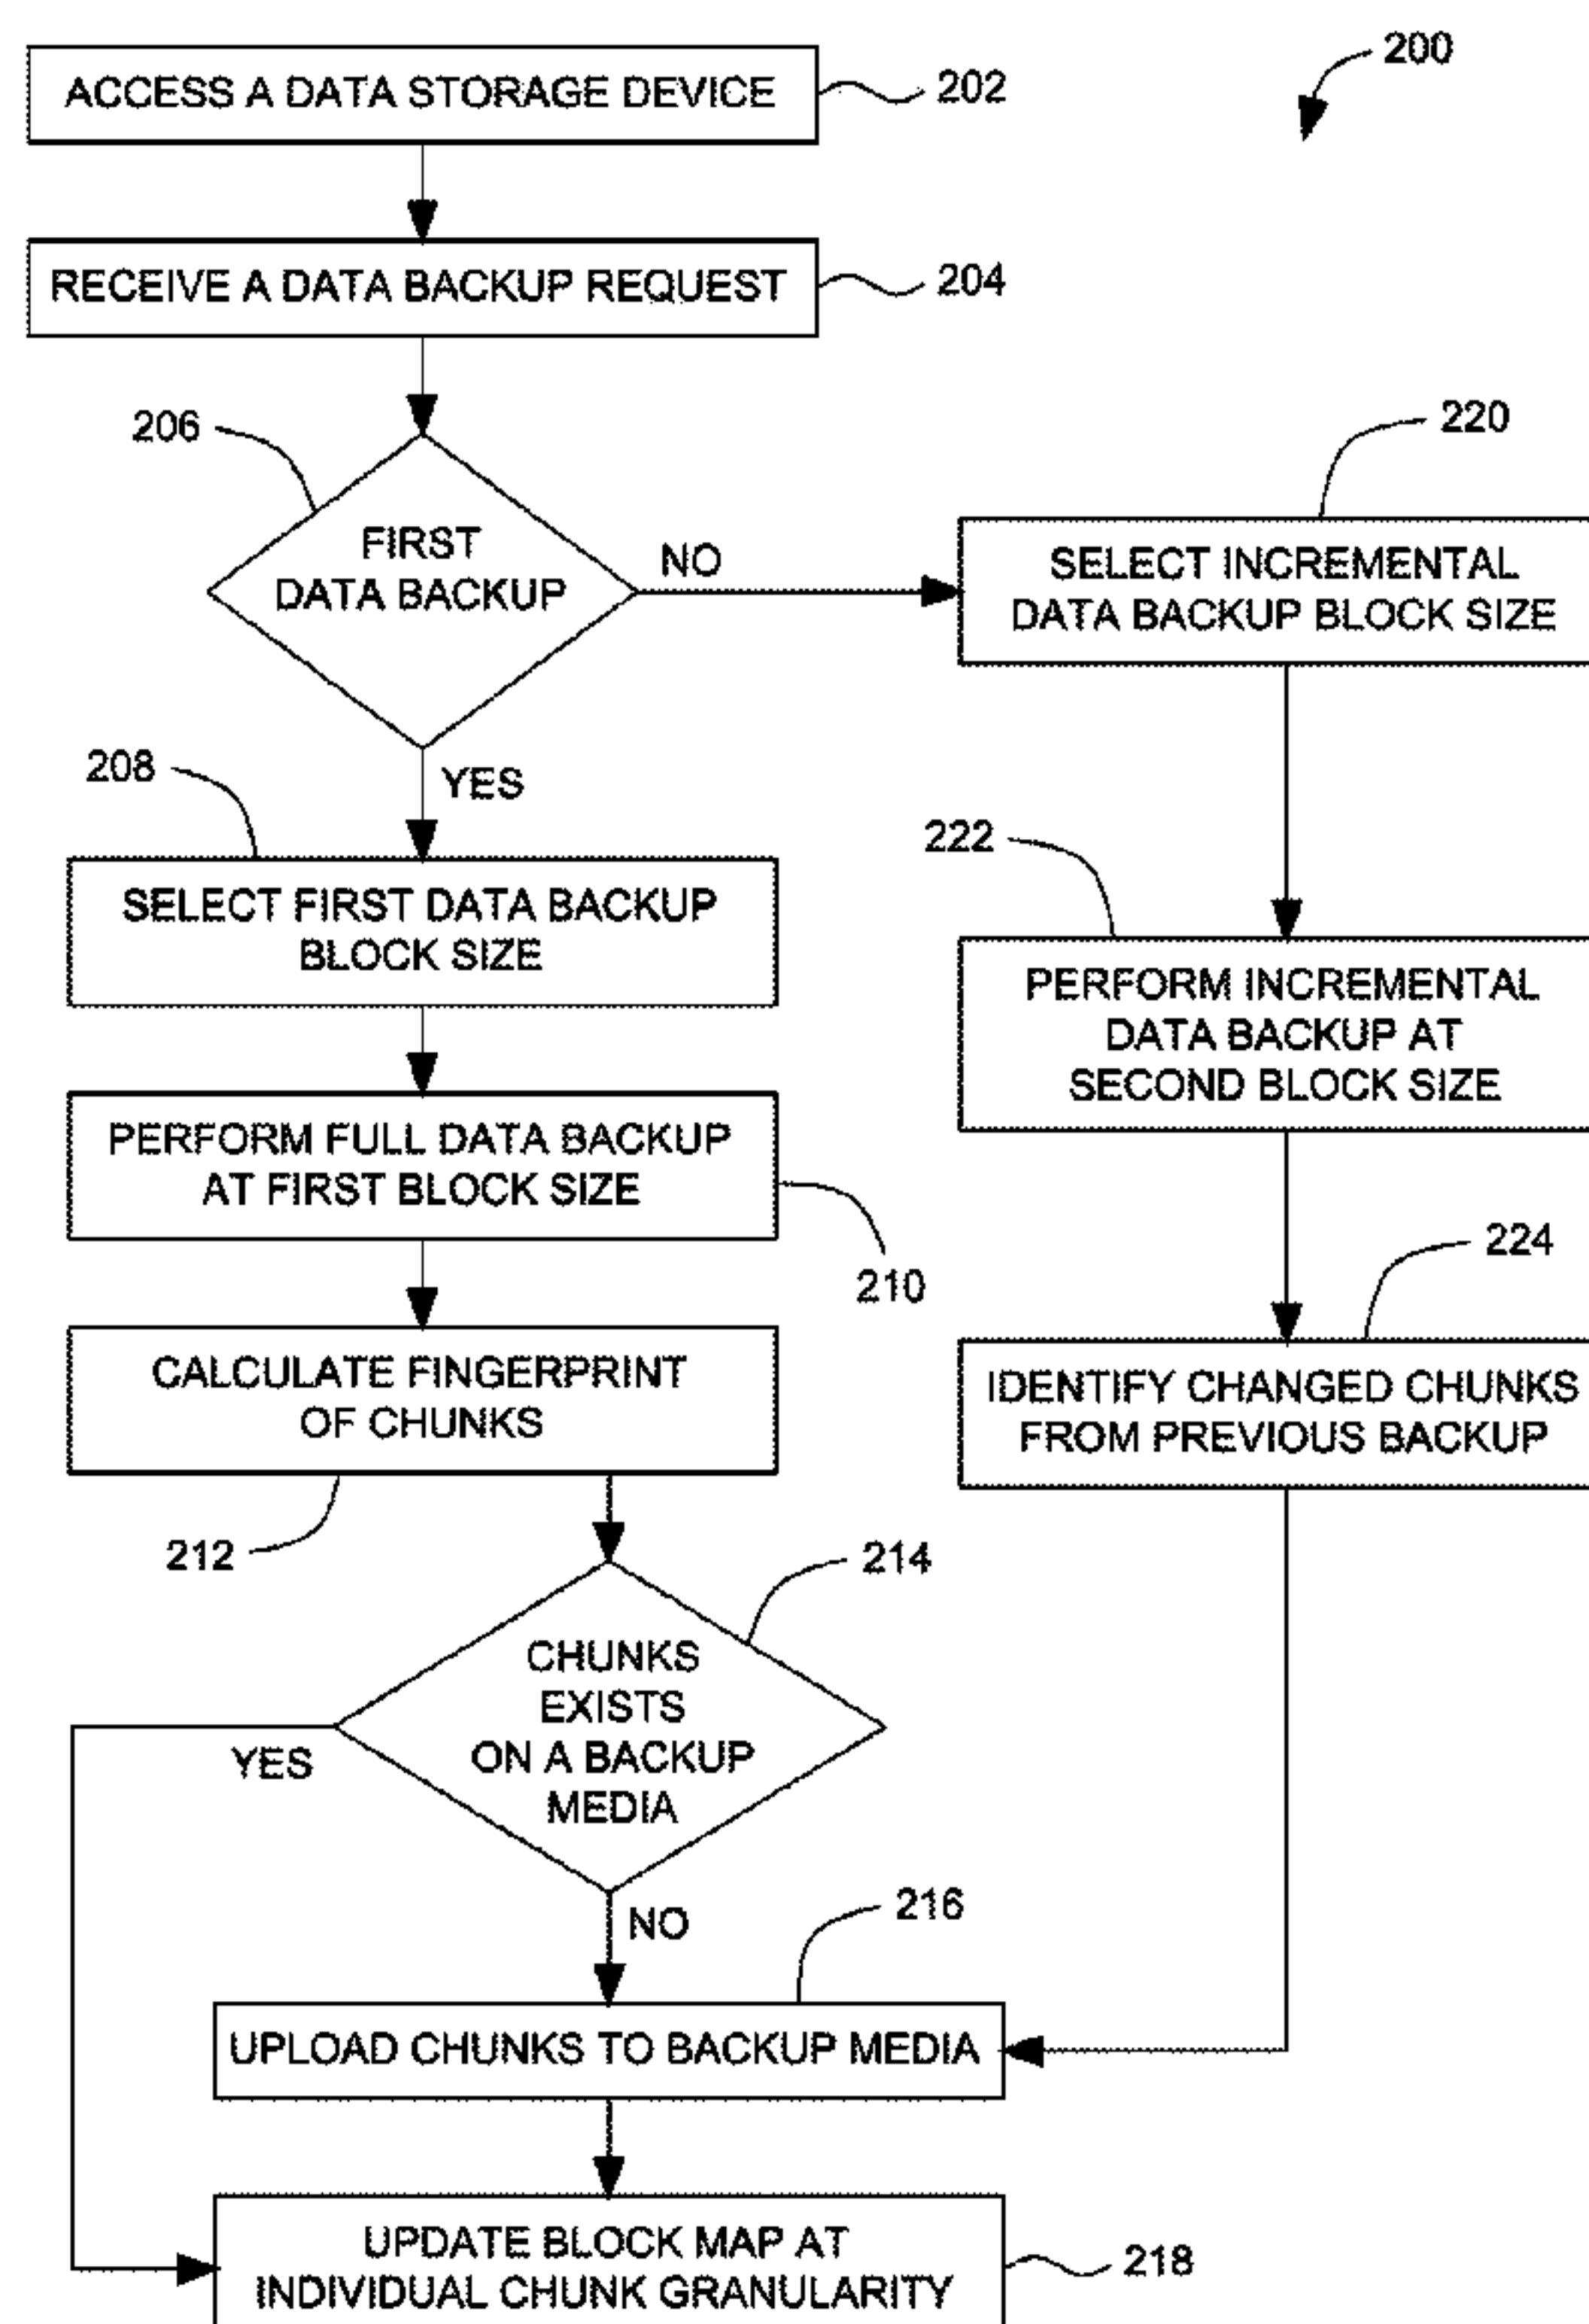 200
ACCESS A DATA STORAGE DEVICE
202
RECEIVE A DATA BACKUP REQUEST
204
206
FIRST
DATA BACKUP
NO
YES
220
SELECT INCREMENTAL
DATA BACKUP BLOCK SIZE
208
SELECT FIRST DATA BACKUP
BLOCK SIZE
222
PERFORM INCREMENTAL
DATA BACKUP AT
SECOND BLOCK SIZE
PERFORM FULL DATA BACKUP
AT FIRST BLOCK SIZE
210
224
IDENTIFY CHANGED CHUNKS
FROM PREVIOUS BACKUP
CALCULATE FINGERPRINT
OF CHUNKS
212
214
CHUNKS
EXISTS
ON A BACKUP
MEDIA
YES
NO
216
UPLOAD CHUNKS TO BACKUP MEDIA
UPDATE BLOCK MAP AT
INDIVIDUAL CHUNK GRANULARITY
218